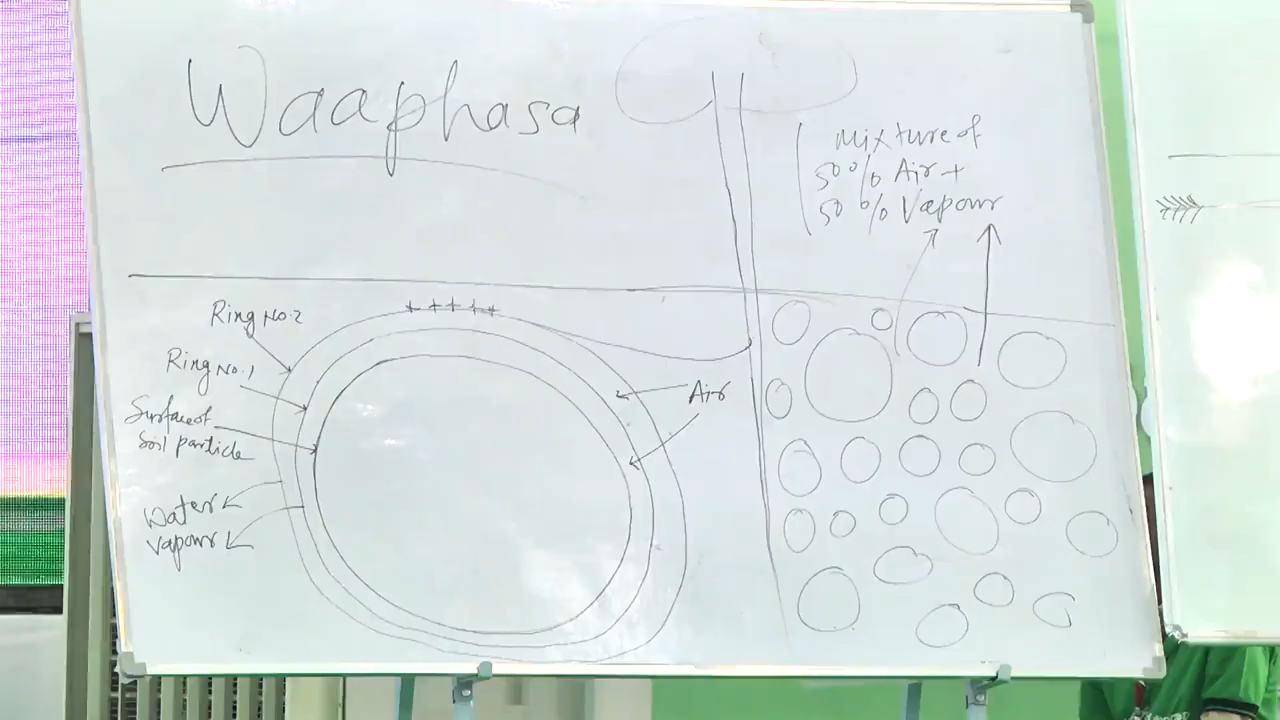 Waaphasa
Mixture of
50% Air +
50% Vapour
Ring No. 2
Ring No. 1
Surface of
Soil particle
Water
Vapour
Air